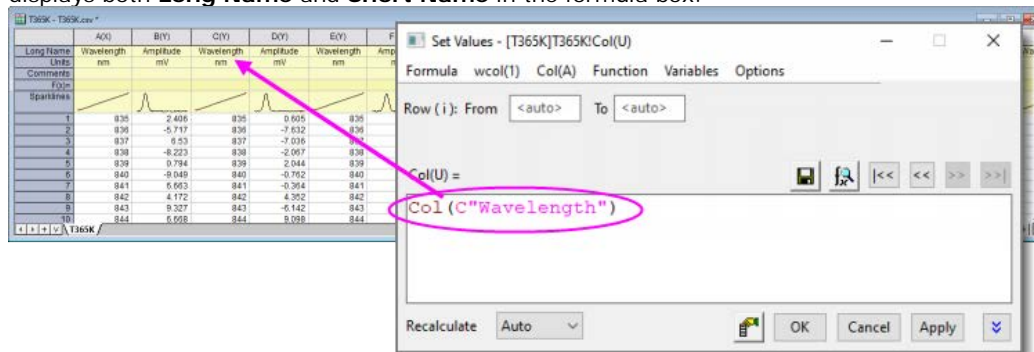 displays both Long Name and Short Name in the formula box.
T365K - T365K.csv *
A(X) B(Y) C(Y) D(Y) E(Y) F
Long Name Wavelength Amplitude Wavelength Amplitude Wavelength Amp
Units nm mV nm mV nm
Comments
F(x)=
Sparklines
1 835 2.406 835 0.605 835
2 836 -5.717 836 -7.632 836
3 837 6.53 837 -7.036 837
4 838 -8.223 838 -2.067 838
5 839 0.794 839 2.044 839
6 840 -9.049 840 -0.762 840
7 841 6.663 841 -0.364 841
8 842 4.172 842 4.352 842
9 843 9.327 843 -6.142 843
10 844 6.668 844 9.098 844
T365K
Set Values - [T365K]T365K!Col(U)
Formula wcol(1) Col(A) Function Variables Options
Row (i): From <auto> To <auto>
Col(U) =
|<< << >> >>|
Col(C"Wavelength")
Recalculate Auto OK Cancel Apply